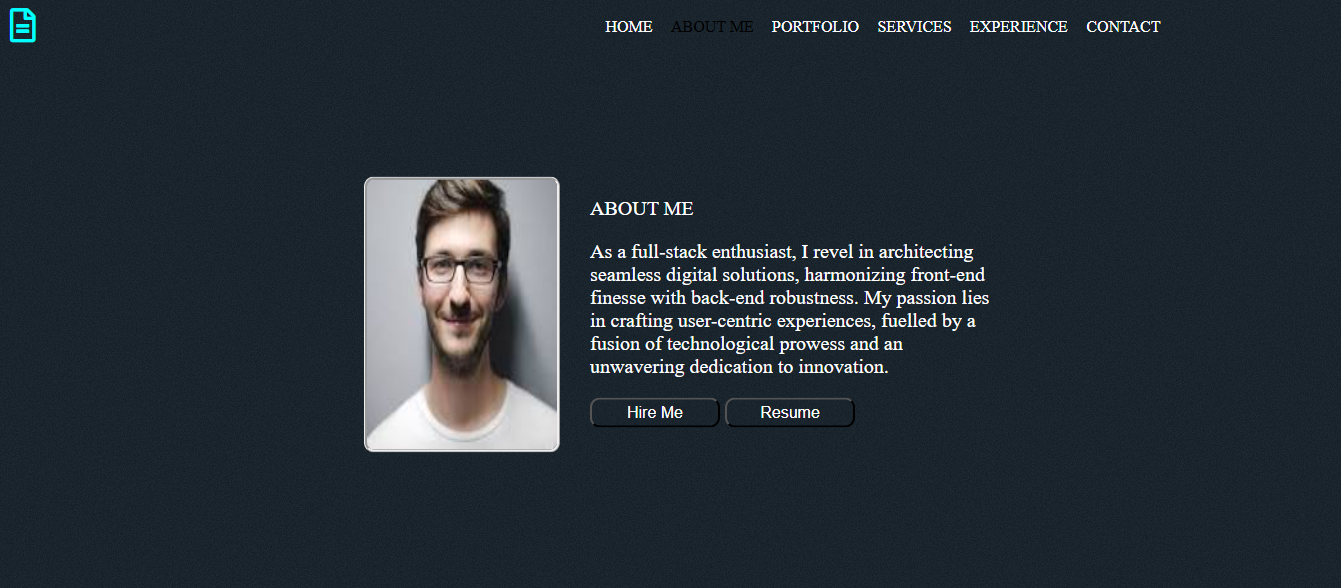 HOME ABOUT ME PORTFOLIO SERVICES EXPERIENCE CONTACT
ABOUT ME
As a full-stack enthusiast, I revel in architecting
seamless digital solutions, harmonizing front-end
finesse with back-end robustness. My passion lies
in crafting user-centric experiences, fuelled by a
fusion of technological prowess and an
unwavering dedication to innovation.
Hire Me Resume